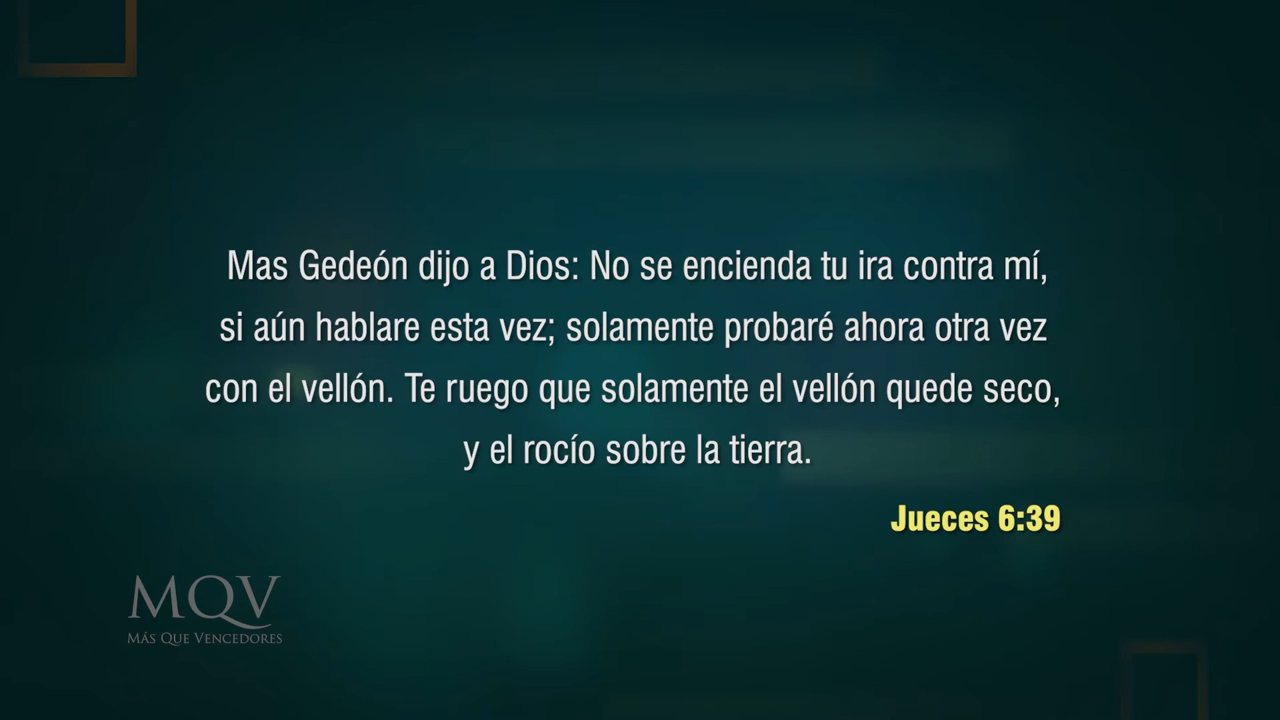 Mas Gedeón dijo a Dios: No se encienda tu ira contra mí,
si aún hablare esta vez; solamente probaré ahora otra vez
con el vellón. Te ruego que solamente el vellón quede seco,
y el rocío sobre la tierra.
Jueces 6:39
MQV
MÁS QUE VENCEDORES